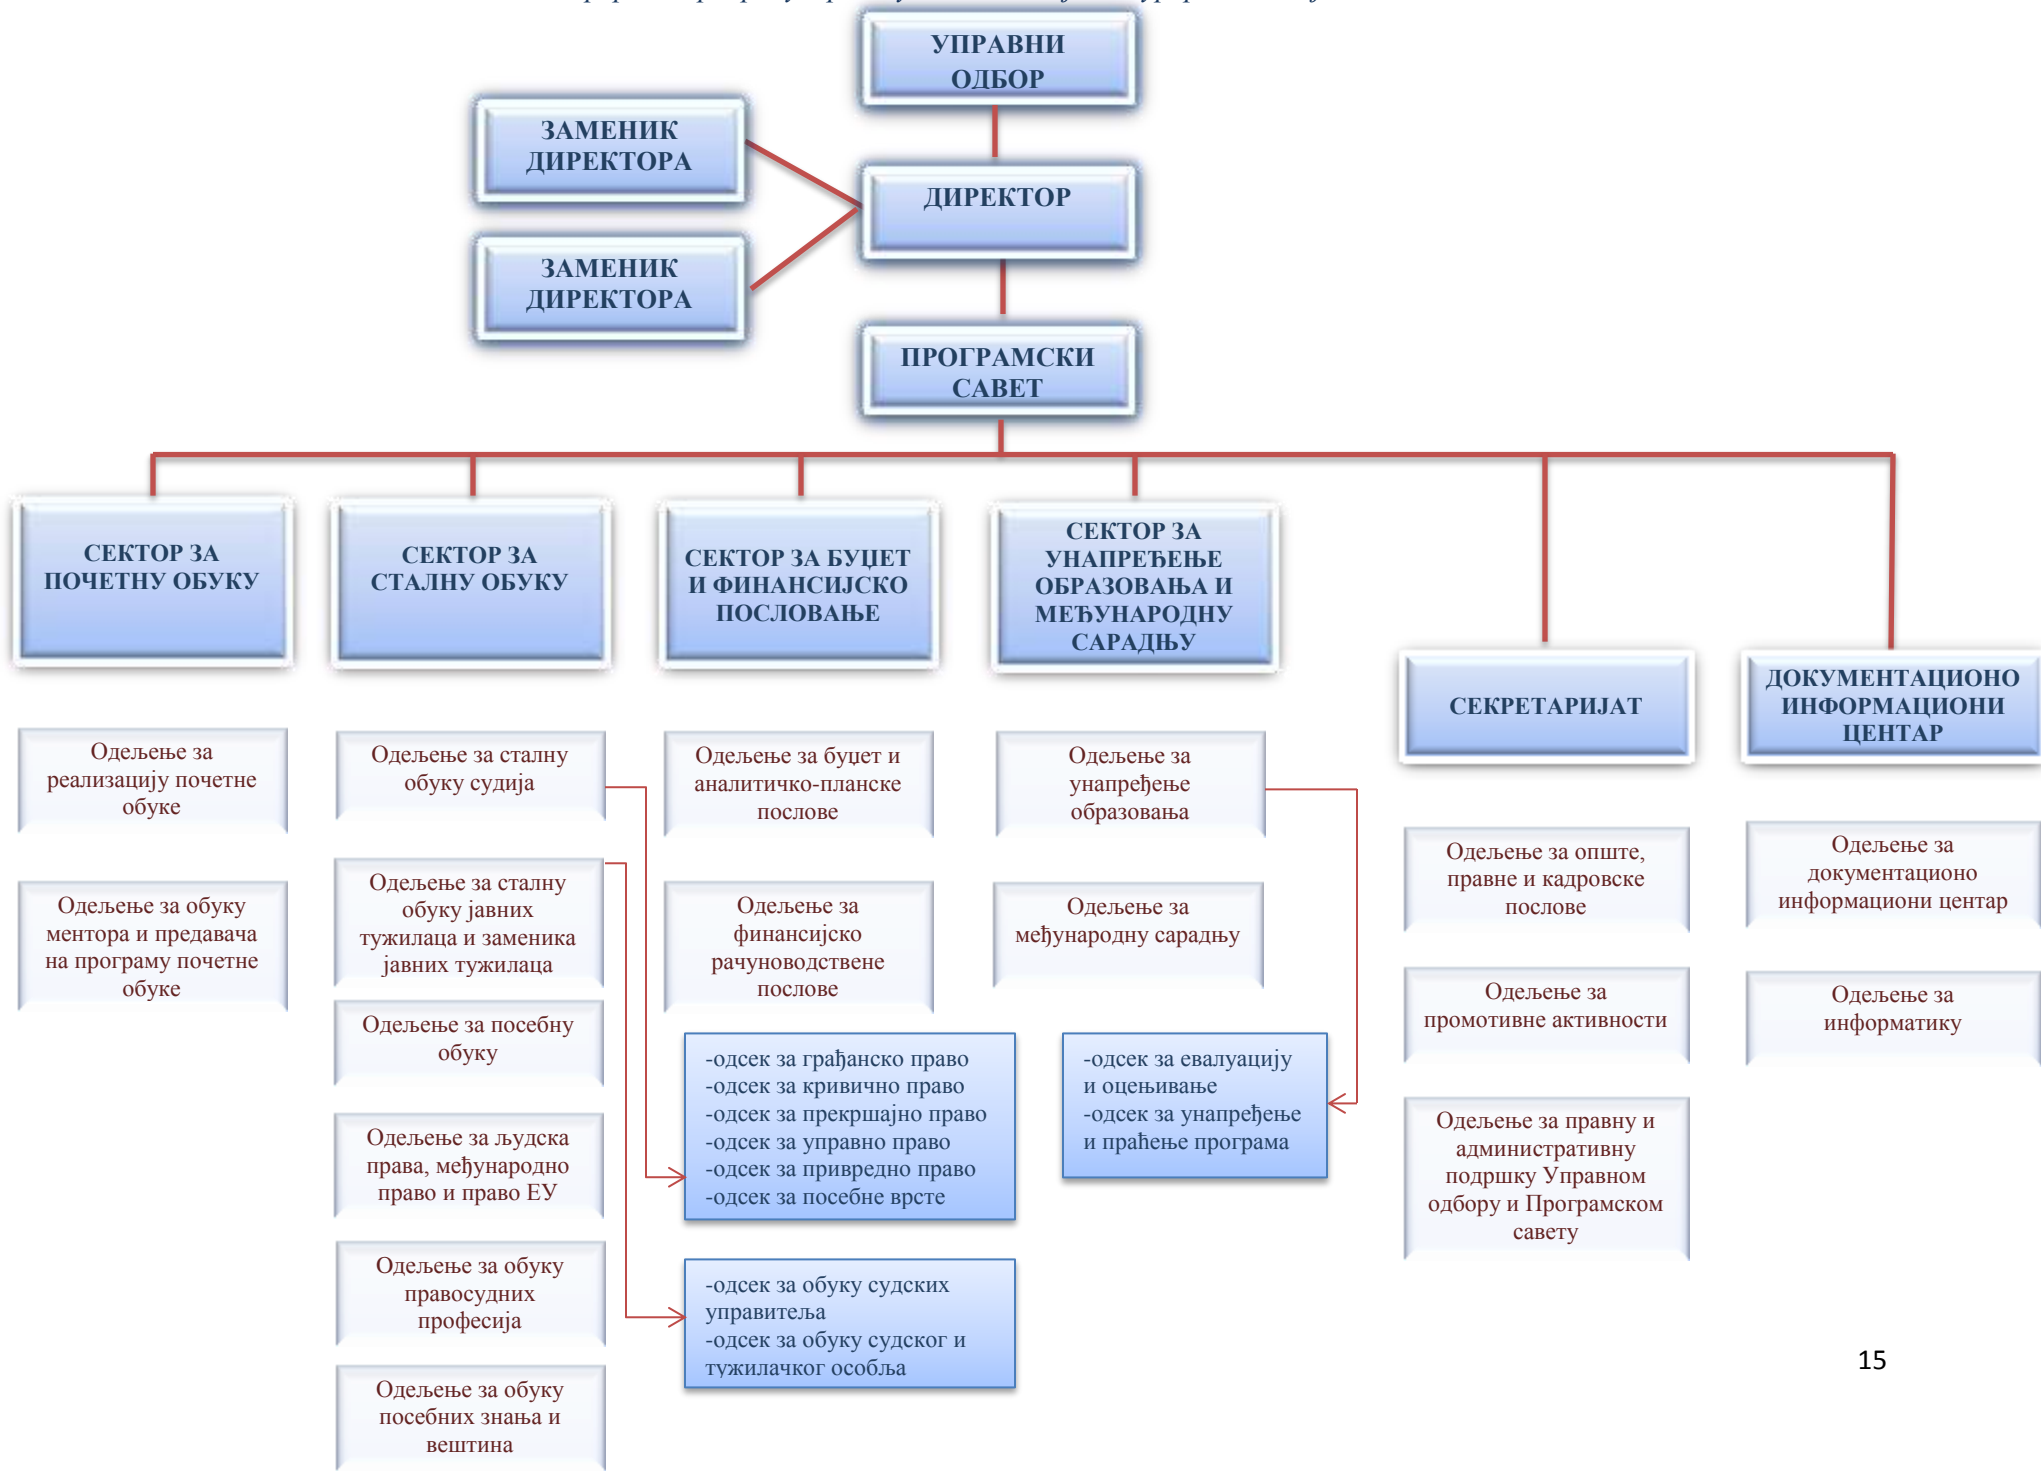 УПРАВНИ
ОДБОР
ЗАМЕНИК
ДИРЕКТОРА
ДИРЕКТОР
ЗАМЕНИК
ДИРЕКТОРА
ПРОГРАМСКИ
САВЕТ
СЕКТОР ЗА
ПОЧЕТНУ ОБУКУ
СЕКТОР ЗА
СТАЛНУ ОБУКУ
СЕКТОР ЗА БУЏЕТ
И ФИНАНСИЈСКО
ПОСЛОВАЊЕ
СЕКТОР ЗА
УНАПРЕЂЕЊЕ
ОБРАЗОВАЊА И
МЕЂУНАРОДНУ
САРАДЊУ
СЕКРЕТАРИЈАТ
ДОКУМЕНТАЦИОНО
ИНФОРМАЦИОНИ
ЦЕНТАР
Одељење за
реализацију почетне
обуке
Одељење за обуку
ментора и предавача
на програму почетне
обуке
Одељење за сталну
обуку судија
Одељење за сталну
обуку јавних
тужилаца и заменика
јавних тужилаца
Одељење за посебну
обуку
Одељење за људска
права, међународно
право и право ЕУ
Одељење за обуку
правосудних
професија
Одељење за обуку
посебних знања и
вештина
Одељење за буџет и
аналитичко-планске
послове
Одељење за
финансијско
рачуноводствене
послове
-одсек за грађанско право
-одсек за кривично право
-одсек за прекршајно право
-одсек за управно право
-одсек за привредно право
-одсек за посебне врсте
-одсек за обуку судских
управитеља
-одсек за обуку судског и
тужилачког особља
Одељење за
унапређење
образовања
Одељење за
међународну сарадњу
-одсек за евалуацију
и оцењивање
-одсек за унапређење
и праћење програма
Одељење за опште,
правне и кадровске
послове
Одељење за
промотивне активности
Одељење за правну и
административну
подршку Управном
одбору и Програмском
савету
Одељење за
документационо
информациони центар
Одељење за
информатику
15